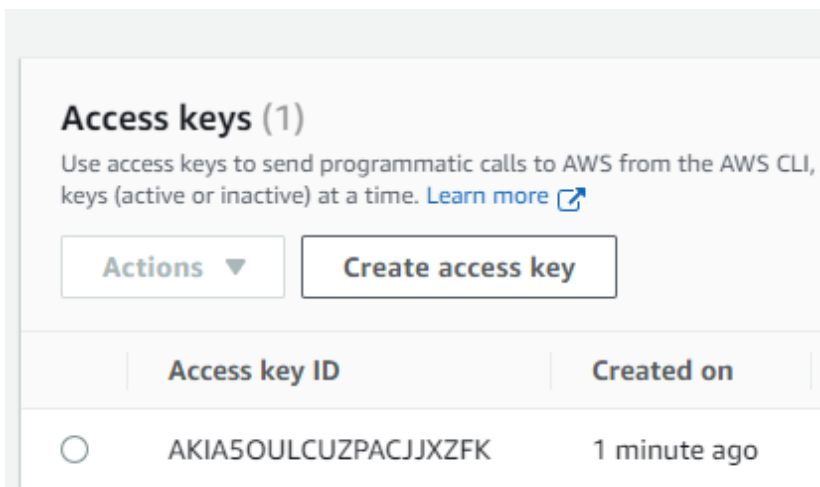 Access keys (1)
Use access keys to send programmatic calls to AWS from the AWS CLI,
keys (active or inactive) at a time. Learn more
Actions
Create access key
Access key ID Created on
AKIA5OULCUZPACJJXZFK 1 minute ago